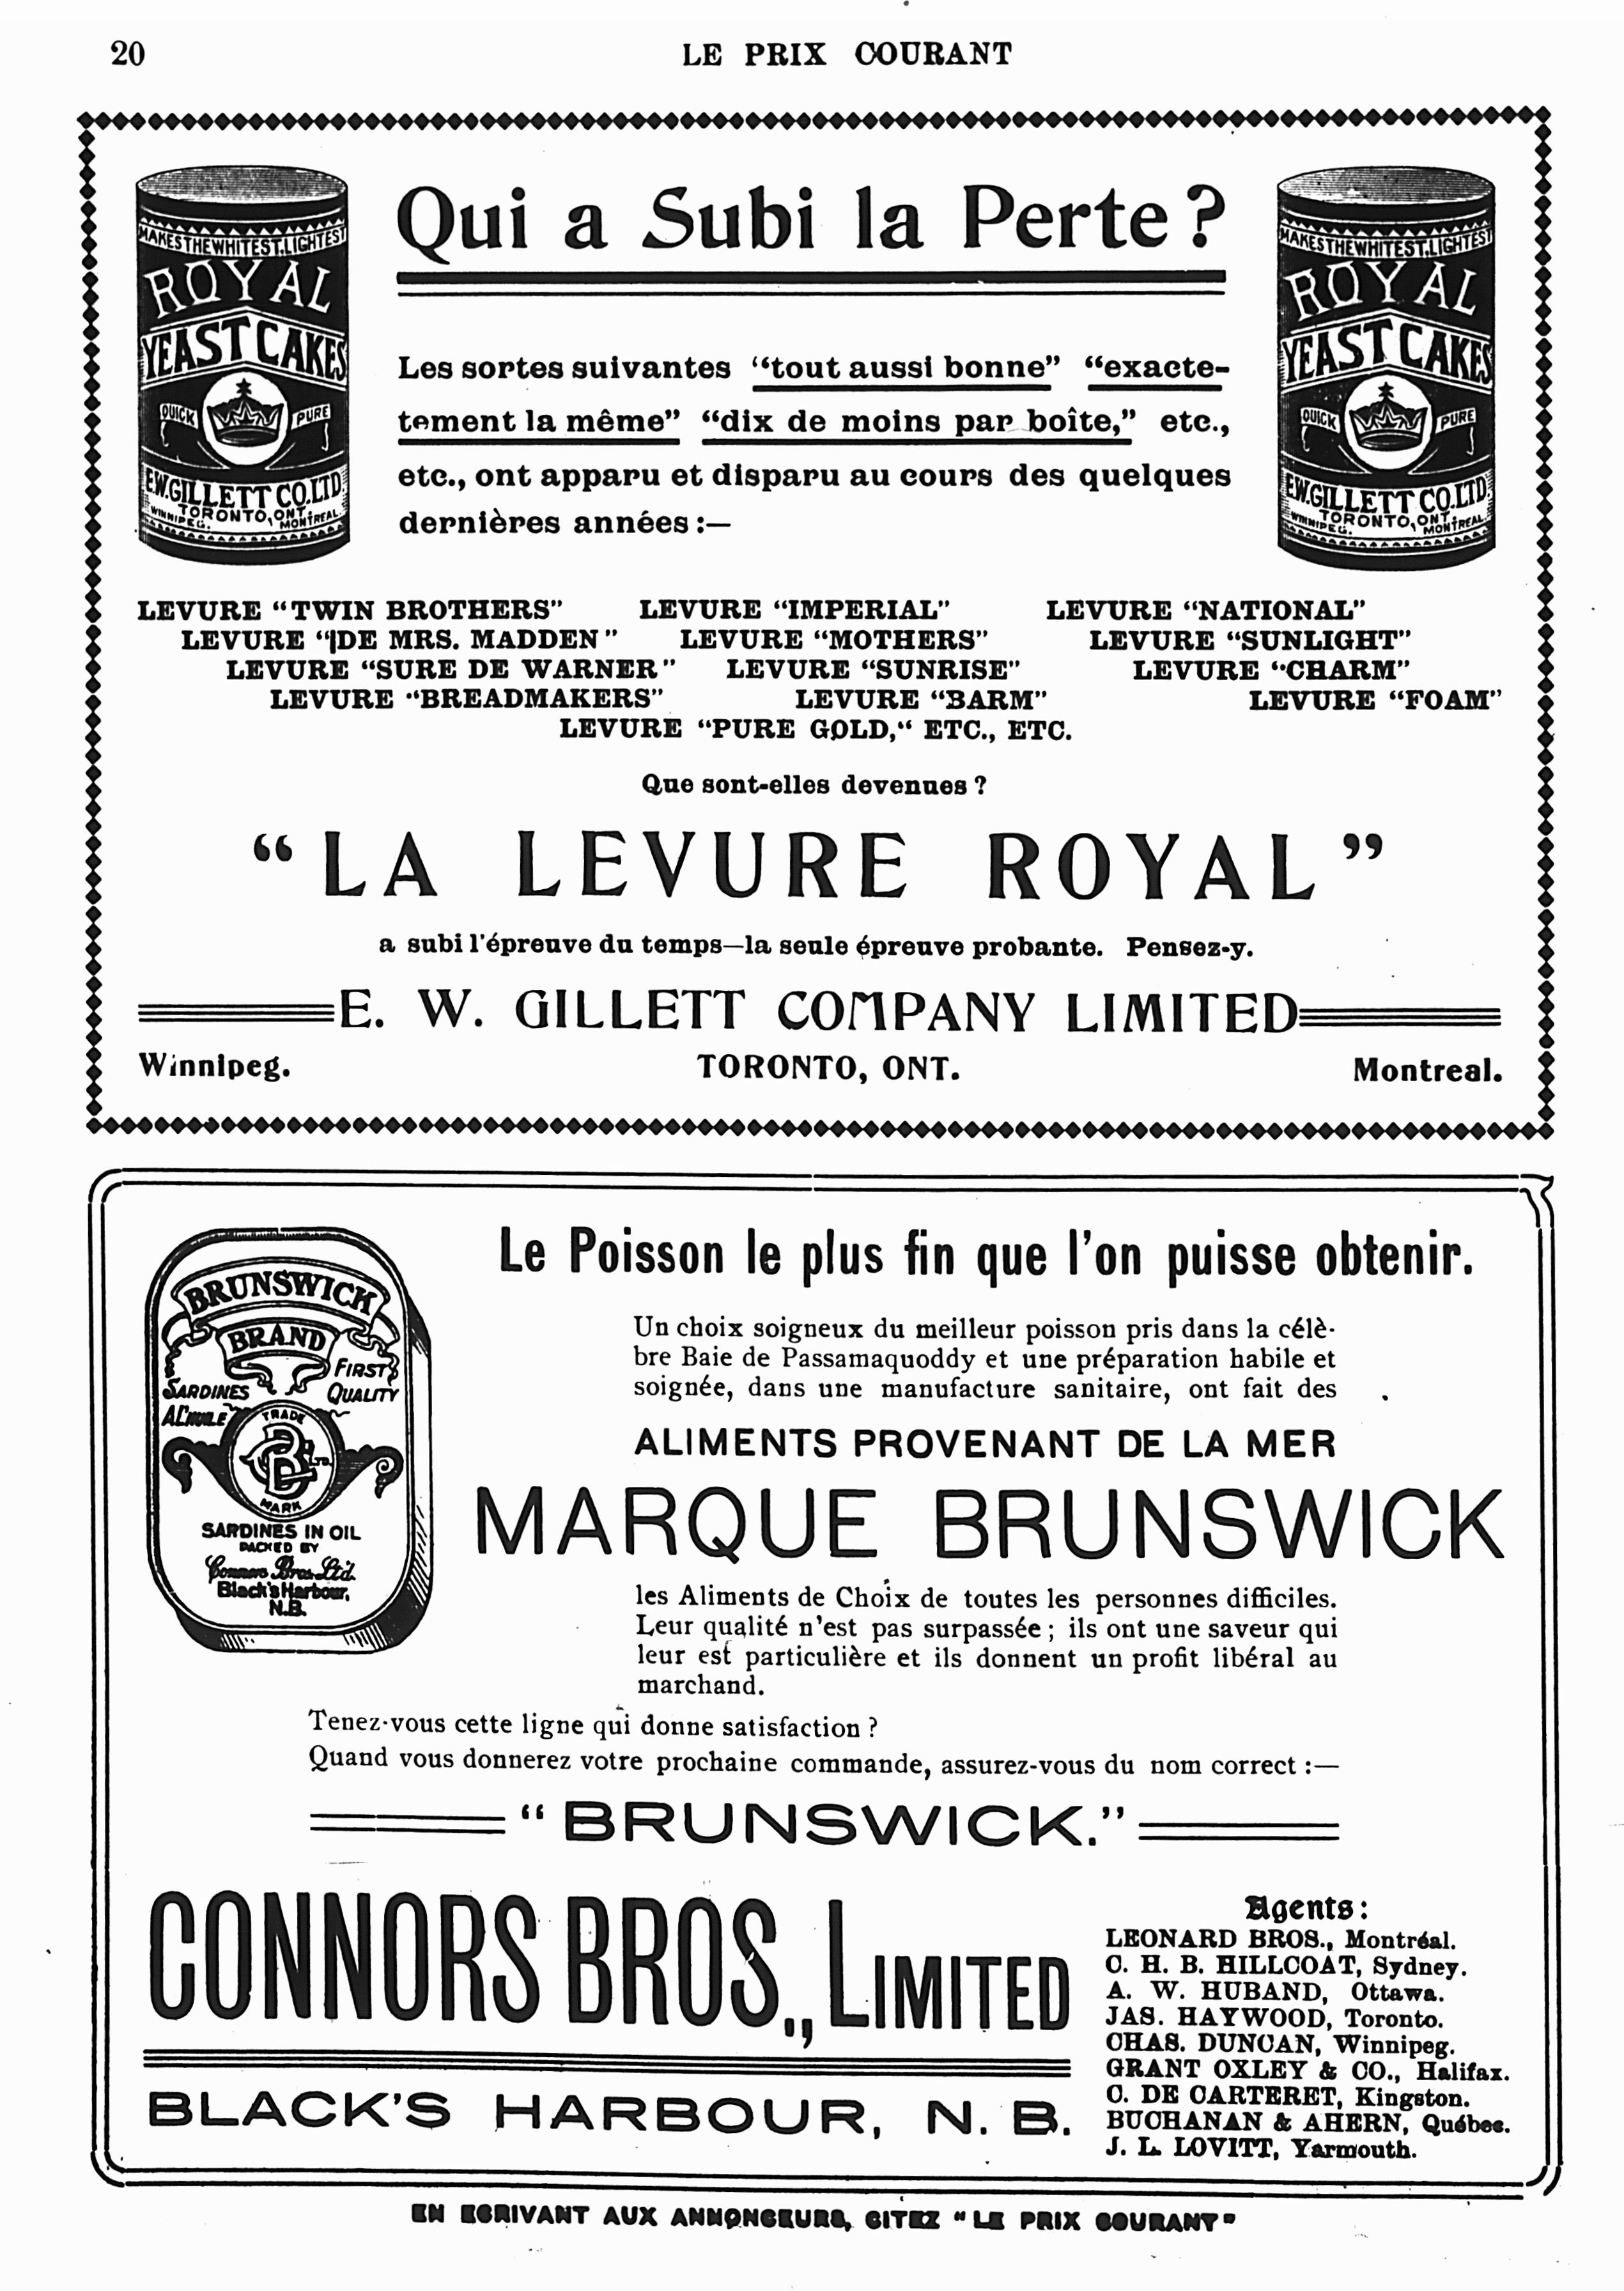 20
LE PRIX COURANT
MAKES THE WHITEST, LIGHTEST
ROYAL
YEAST CAKES
QUICK PURE
E.W. GILLETT CO. LTD
TORONTO, ONT.
WINNIPEG. MONTREAL.
Qui a Subi la Perte ?
Les sortes suivantes “tout aussi bonne” “exacte-
tement la même” “dix de moins par boîte,” etc.,
etc., ont apparu et disparu au cours des quelques
dernières années :—
MAKES THE WHITEST, LIGHTEST
ROYAL
YEAST CAKES
QUICK PURE
E.W. GILLETT CO. LTD
TORONTO, ONT.
WINNIPEG. MONTREAL.
LEVURE “TWIN BROTHERS” LEVURE “IMPERIAL” LEVURE “NATIONAL”
LEVURE “DE MRS. MADDEN” LEVURE “MOTHERS” LEVURE “SUNLIGHT”
LEVURE “SURE DE WARNER” LEVURE “SUNRISE” LEVURE “CHARM”
LEVURE “BREADMAKERS” LEVURE “BARM” LEVURE “FOAM”
LEVURE “PURE GOLD,“ ETC., ETC.
Que sont-elles devenues ?
“LA LEVURE ROYAL”
a subi l'épreuve du temps—la seule épreuve probante. Pensez-y.
E. W. GILLETT COMPANY LIMITED
Winnipeg. TORONTO, ONT. Montreal.
BRUNSWICK
BRAND
SARDINES FIRST
A L'HUILE QUALITY
TRADE
CB LTD.
MARK
SARDINES IN OIL
PACKED BY
Connors Bros. Ltd.
Black's Harbour,
N.B.
Le Poisson le plus fin que l'on puisse obtenir.
Un choix soigneux du meilleur poisson pris dans la célè-
bre Baie de Passamaquoddy et une préparation habile et
soignée, dans une manufacture sanitaire, ont fait des
ALIMENTS PROVENANT DE LA MER
MARQUE BRUNSWICK
les Aliments de Choix de toutes les personnes difficiles.
Leur qualité n'est pas surpassée ; ils ont une saveur qui
leur est particulière et ils donnent un profit libéral au
marchand.
Tenez-vous cette ligne qui donne satisfaction ?
Quand vous donnerez votre prochaine commande, assurez-vous du nom correct :—
“BRUNSWICK.”
CONNORS BROS., LIMITED
BLACK'S HARBOUR, N. B.
Agents :
LEONARD BROS., Montréal.
C. H. B. HILLCOAT, Sydney.
A. W. HUBAND, Ottawa.
JAS. HAYWOOD, Toronto.
CHAS. DUNCAN, Winnipeg.
GRANT OXLEY & CO., Halifax.
C. DE CARTERET, Kingston.
BUCHANAN & AHERN, Québec.
J. L. LOVITT, Yarmouth.
EN ECRIVANT AUX ANNONCEURS, CITEZ “LE PRIX COURANT”